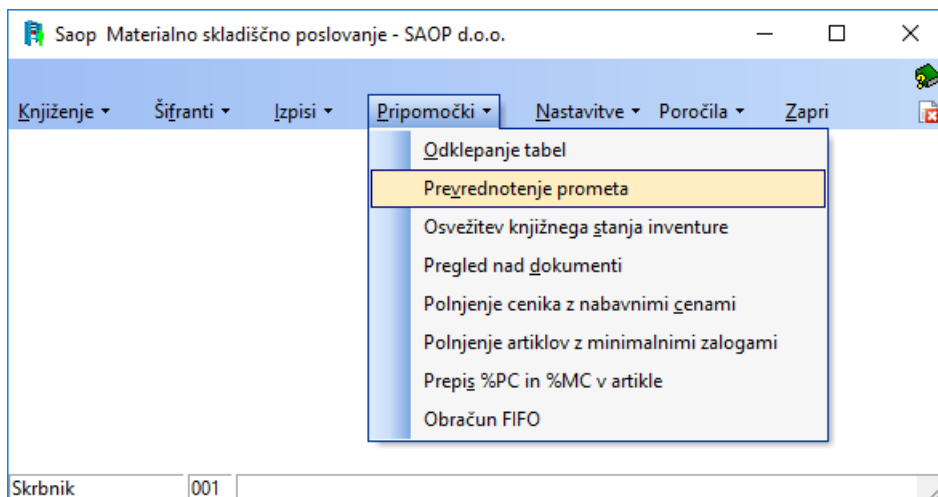 Saop Materialno skladiščno poslovanje - SAOP d.o.o.
Knjiženje Šifranti Izpisi Pripomočki Nastavitve Poročila Zapri
Odklepanje tabel
Prevrednotenje prometa
Osvežitev knjižnega stanja inventure
Pregled nad dokumenti
Polnjenje cenika z nabavnimi cenami
Polnjenje artiklov z minimalnimi zalogami
Prepis %PC in %MC v artikle
Obračun FIFO
Skrbnik 001